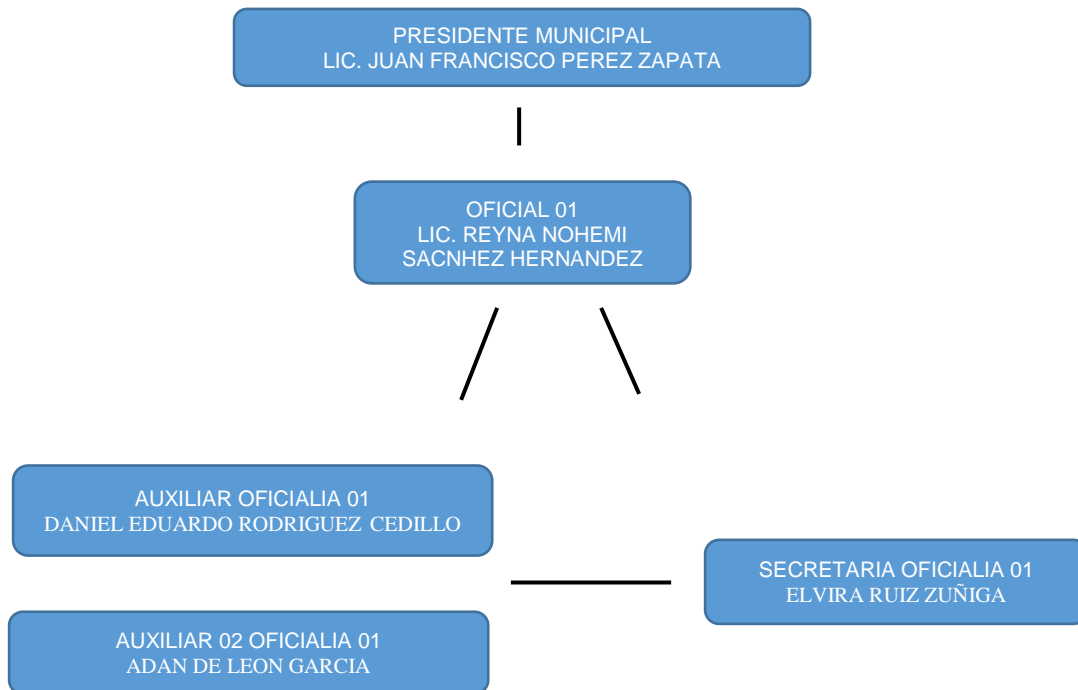 PRESIDENTE MUNICIPAL
LIC. JUAN FRANCISCO PEREZ ZAPATA
OFICIAL 01
LIC. REYNA NOHEMI
SACNHEZ HERNANDEZ
AUXILIAR OFICIALIA 01
DANIEL EDUARDO RODRIGUEZ CEDILLO
SECRETARIA OFICIALIA 01
ELVIRA RUIZ ZUÑIGA
AUXILIAR 02 OFICIALIA 01
ADAN DE LEON GARCIA